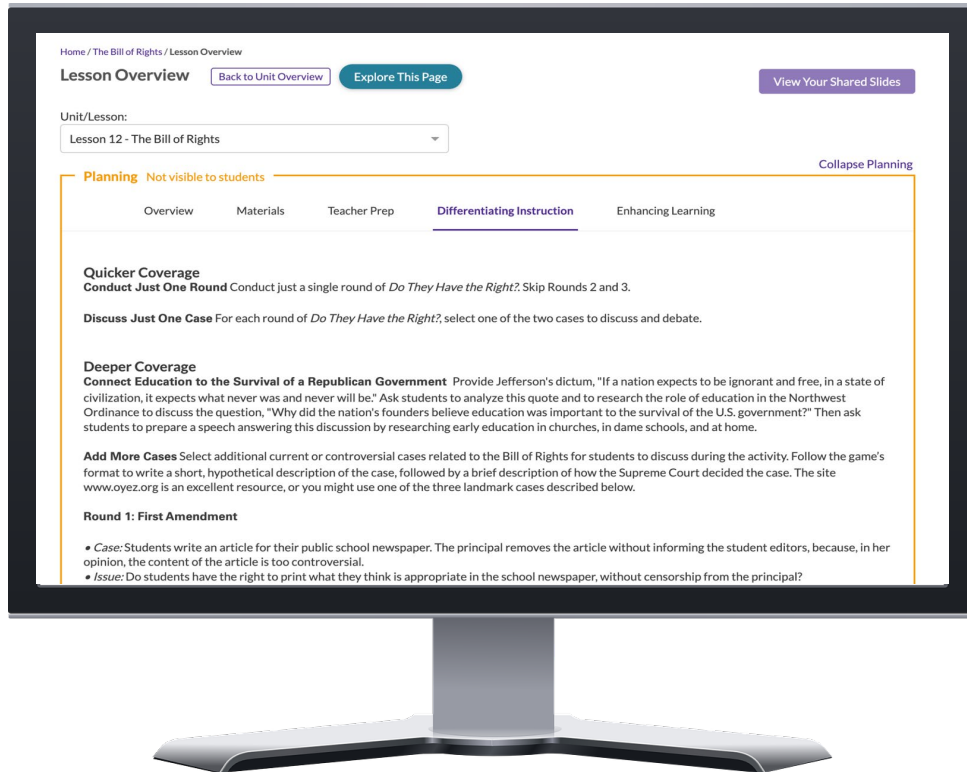 Home / The Bill of Rights / Lesson Overview
Lesson Overview
Back to Unit Overview
Explore This Page
View Your Shared Slides
Unit/Lesson:
Lesson 12 - The Bill of Rights
Collapse Planning
Planning Not visible to students
Overview Materials Teacher Prep Differentiating Instruction Enhancing Learning
Quicker Coverage
Conduct Just One Round Conduct just a single round of Do They Have the Right?. Skip Rounds 2 and 3.
Discuss Just One Case For each round of Do They Have the Right?, select one of the two cases to discuss and debate.
Deeper Coverage
Connect Education to the Survival of a Republican Government Provide Jefferson's dictum, "If a nation expects to be ignorant and free, in a state of
civilization, it expects what never was and never will be." Ask students to analyze this quote and to research the role of education in the Northwest
Ordinance to discuss the question, "Why did the nation's founders believe education was important to the survival of the U.S. government?" Then ask
students to prepare a speech answering this discussion by researching early education in churches, in dame schools, and at home.
Add More Cases Select additional current or controversial cases related to the Bill of Rights for students to discuss during the activity. Follow the game's
format to write a short, hypothetical description of the case, followed by a brief description of how the Supreme Court decided the case. The site
www.oyez.org is an excellent resource, or you might use one of the three landmark cases described below.
Round 1: First Amendment
• Case: Students write an article for their public school newspaper. The principal removes the article without informing the student editors, because, in her
opinion, the content of the article is too controversial.
• Issue: Do students have the right to print what they think is appropriate in the school newspaper, without censorship from the principal?